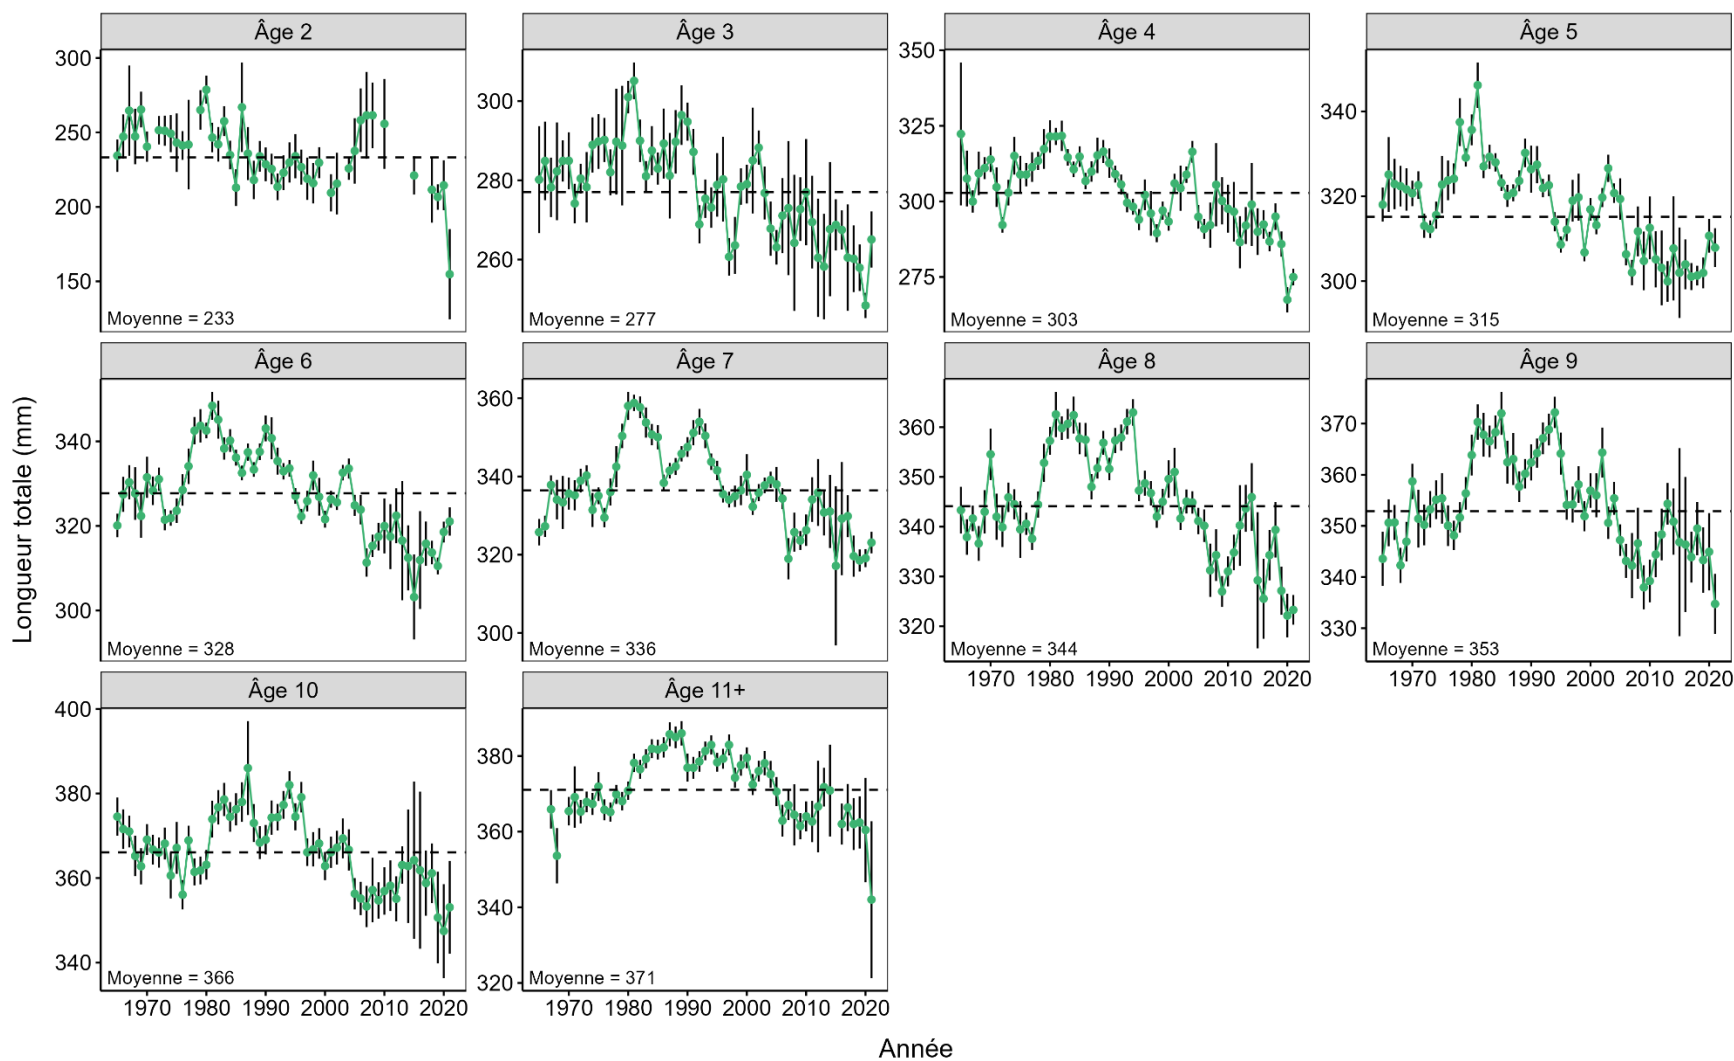 Âge 2
Âge 3
Âge 4
Âge 5
300
250
200
150
Moyenne = 233
300
280
260
Moyenne = 277
350
325
300
275
Moyenne = 303
340
320
300
Moyenne = 315
Âge 6
Âge 7
Âge 8
Âge 9
340
320
300
Moyenne = 328
360
340
320
300
Moyenne = 336
360
350
340
330
320
Moyenne = 344
1970 1980 1990 2000 2010 2020
370
360
350
340
330
Moyenne = 353
1970 1980 1990 2000 2010 2020
Âge 10
Âge 11+
400
380
360
340
Moyenne = 366
1970 1980 1990 2000 2010 2020
380
360
340
320
Moyenne = 371
1970 1980 1990 2000 2010 2020
Longueur totale (mm)
Année